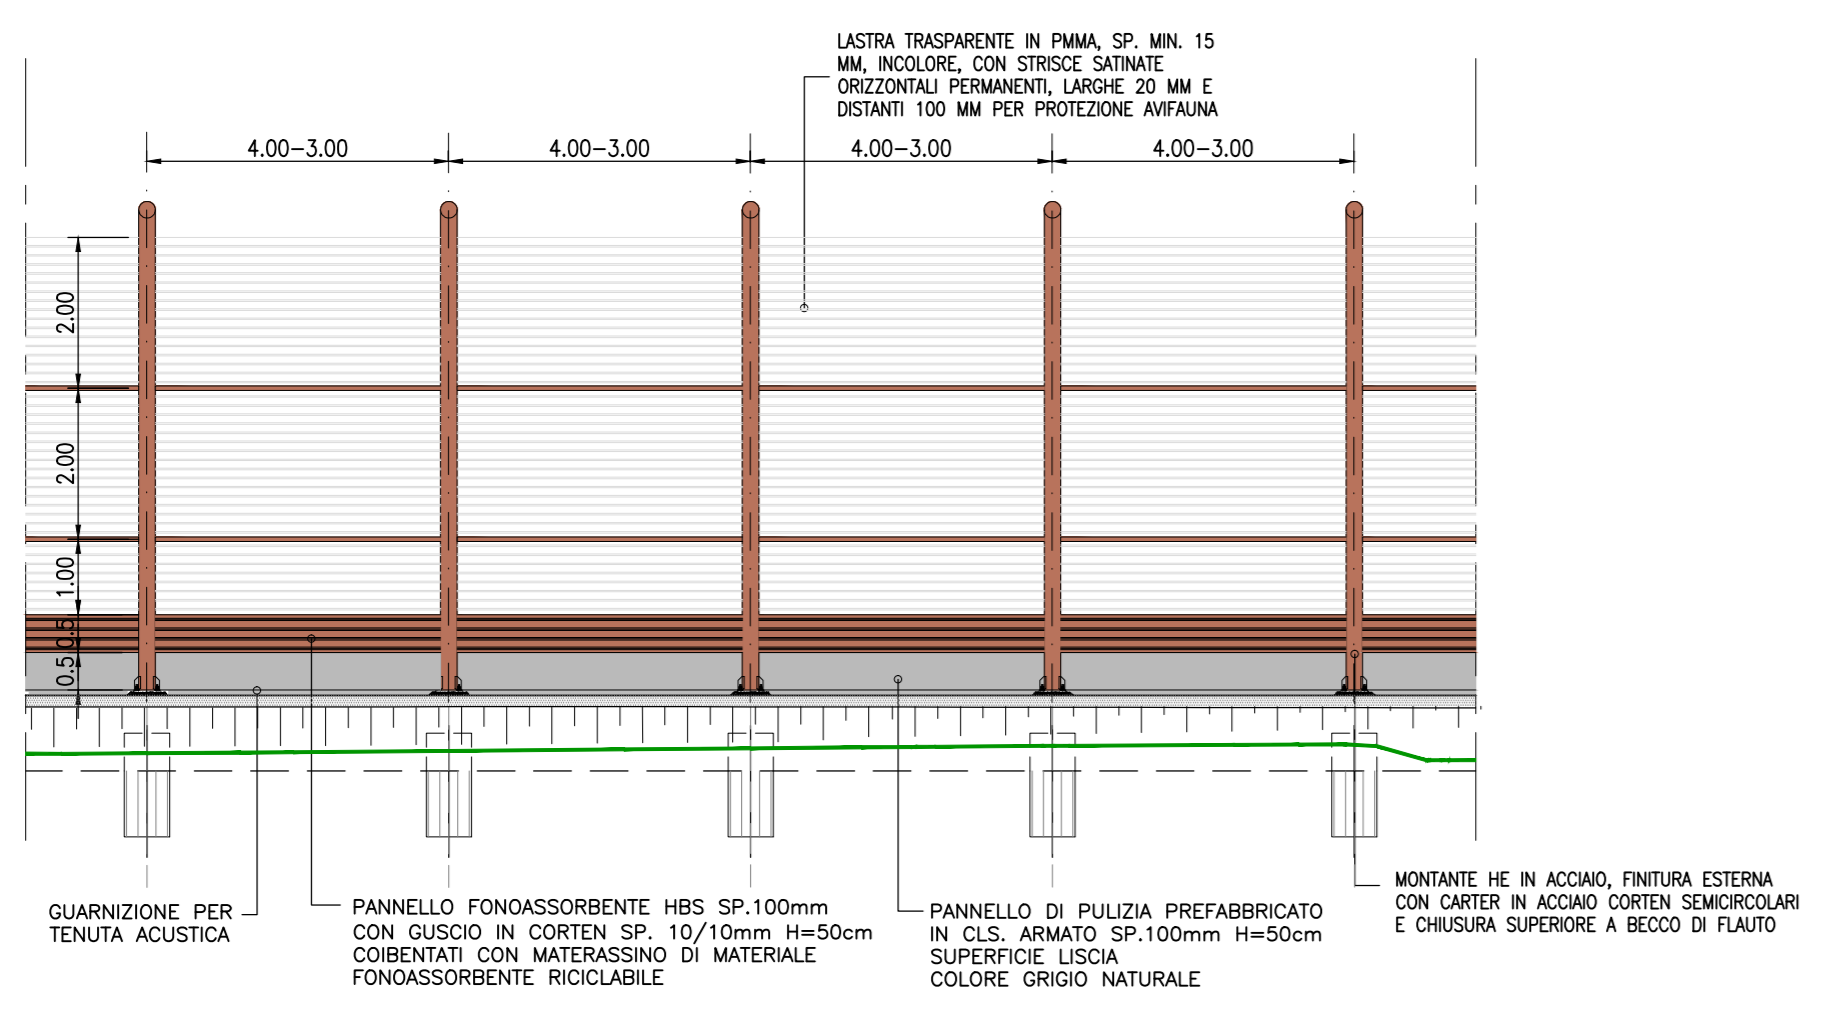 LASTRA TRASPARENTE IN PMMA, SP. MIN. 15
MM, INCOLORE, CON STRISCE SATINATE
ORIZZONTALI PERMANENTI, LARGHE 20 MM E
DISTANTI 100 MM PER PROTEZIONE AVIFAUNA
4.00-3.00
4.00-3.00
4.00-3.00
4.00-3.00
2.00
2.00
1.00
0.5
0.5
GUARNIZIONE PER
TENUTA ACUSTICA
PANNELLO FONOASSORBENTE HBS SP.100mm
CON GUSCIO IN CORTEN SP. 10/10mm H=50cm
COIBENTATI CON MATERASSINO DI MATERIALE
FONOASSORBENTE RICICLABILE
PANNELLO DI PULIZIA PREFABBRICATO
IN CLS. ARMATO SP.100mm H=50cm
SUPERFICIE LISCIA
COLORE GRIGIO NATURALE
MONTANTE HE IN ACCIAIO, FINITURA ESTERNA
CON CARTER IN ACCIAIO CORTEN SEMICIRCOLARI
E CHIUSURA SUPERIORE A BECCO DI FLAUTO